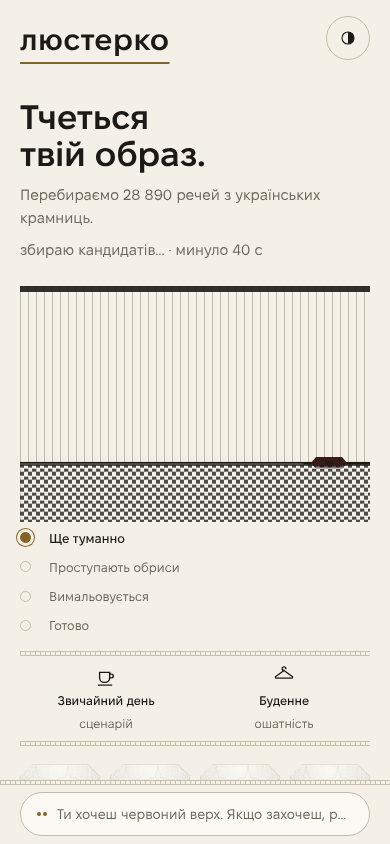 люстерко
Тчеться
твій образ.
Перебираємо 28 890 речей з українських
крамниць.
збираю кандидатів... · минуло 40 с
Ще туманно
Проступають обриси
Вимальовується
Готово
Звичайний день
сценарій
Буденне
ошатність
Ти хочеш червоний верх. Якщо захочеш, р...